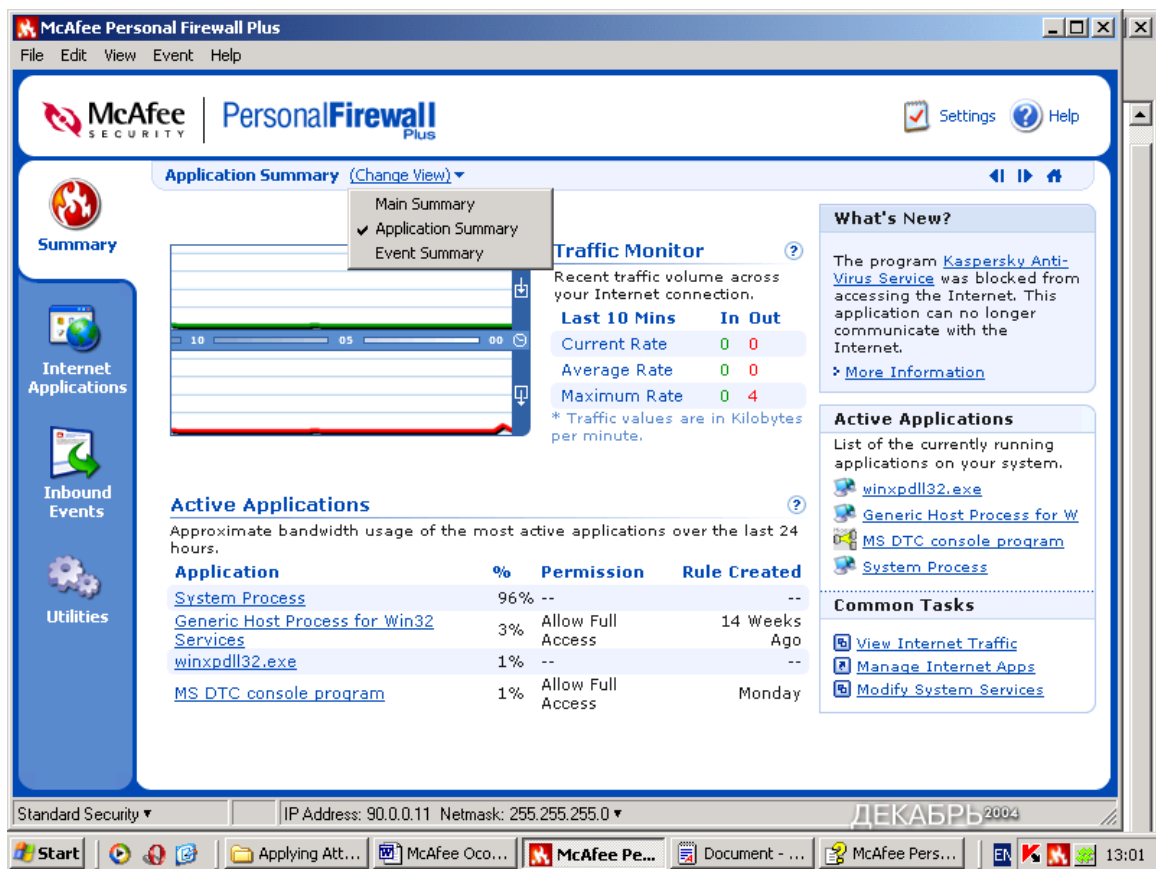 McAfee Personal Firewall Plus
File Edit View Event Help
McAfee SECURITY
PersonalFirewall Plus
Settings Help
Application Summary (Change View)
Main Summary
Application Summary
Event Summary
Summary
Internet Applications
Inbound Events
Utilities
10 05 00
Traffic Monitor
Recent traffic volume across
your Internet connection.
Last 10 Mins In Out
Current Rate 0 0
Average Rate 0 0
Maximum Rate 0 4
* Traffic values are in Kilobytes
per minute.
Active Applications
Approximate bandwidth usage of the most active applications over the last 24
hours.
Application % Permission Rule Created
System Process 96% -- --
Generic Host Process for Win32 Services 3% Allow Full Access 14 Weeks Ago
winxpdll32.exe 1% -- --
MS DTC console program 1% Allow Full Access Monday
What's New?
The program Kaspersky Anti-
Virus Service was blocked from
accessing the Internet. This
application can no longer
communicate with the
Internet.
More Information
Active Applications
List of the currently running
applications on your system.
winxpdll32.exe
Generic Host Process for W
MS DTC console program
System Process
Common Tasks
View Internet Traffic
Manage Internet Apps
Modify System Services
Standard Security IP Address: 90.0.0.11 Netmask: 255.255.255.0
ДЕКАБРЬ 2004
Start Applying Att... McAfee Oco... McAfee Pe... Document - ... McAfee Pers... EN 13:01